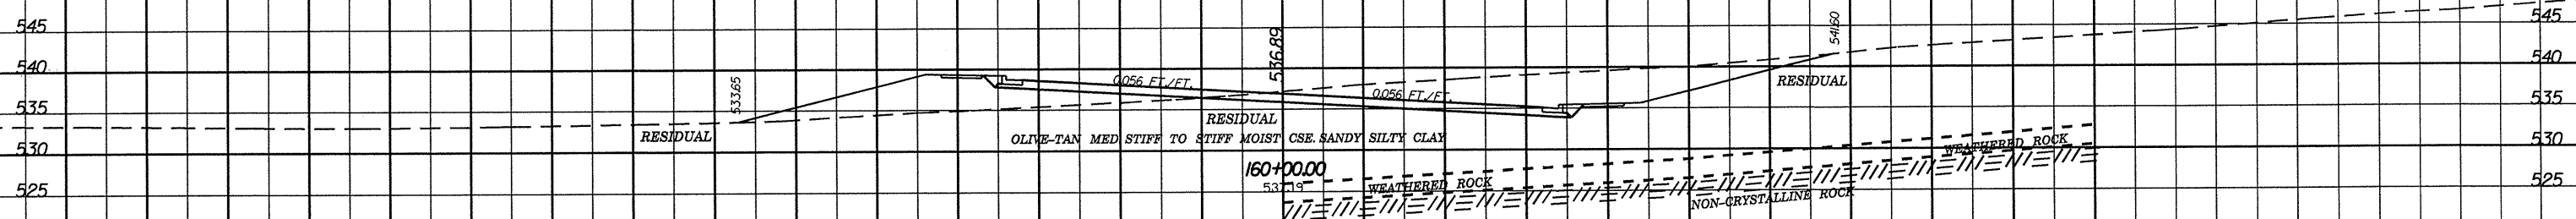 545 545
536.89
541.60
540 540
533.65
0.056 FT./FT.
RESIDUAL
0.056 FT./FT.
535 535
RESIDUAL
RESIDUAL
OLIVE-TAN MED STIFF TO STIFF MOIST CSE. SANDY SILTY CLAY
530 530
WEATHERED ROCK
160+00.00
WEATHERED ROCK
525 525
NON-CRYSTALLINE ROCK